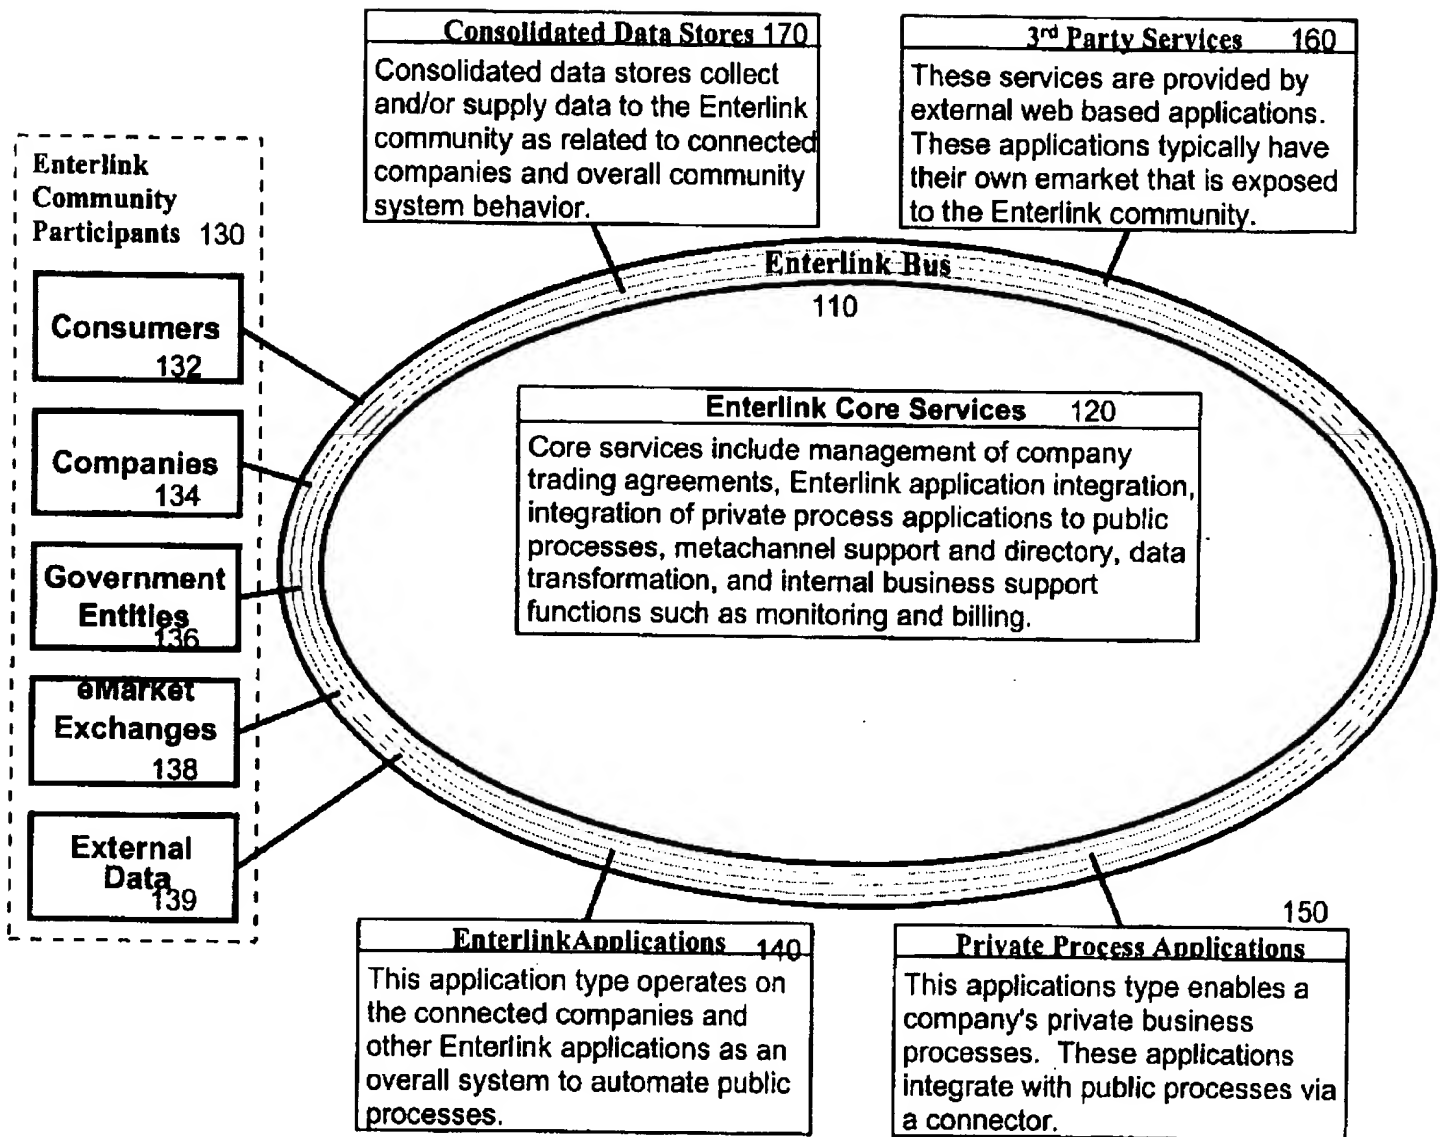 Consolidated Data Stores 170
Consolidated data stores collect
and/or supply data to the Enterlink
community as related to connected
companies and overall community
system behavior.
3rd Party Services 160
These services are provided by
external web based applications.
These applications typically have
their own emarket that is exposed
to the Enterlink community.
Enterlink
Community
Participants 130
Consumers
132
Companies
134
Government
Entities
136
eMarket
Exchanges
138
External
Data
139
Enterlink Bus
110
Enterlink Core Services 120
Core services include management of company
trading agreements, Enterlink application integration,
integration of private process applications to public
processes, metachannel support and directory, data
transformation, and internal business support
functions such as monitoring and billing.
EnterlinkApplications 140
This application type operates on
the connected companies and
other Enterlink applications as an
overall system to automate public
processes.
150
Private Process Applications
This applications type enables a
company's private business
processes. These applications
integrate with public processes via
a connector.